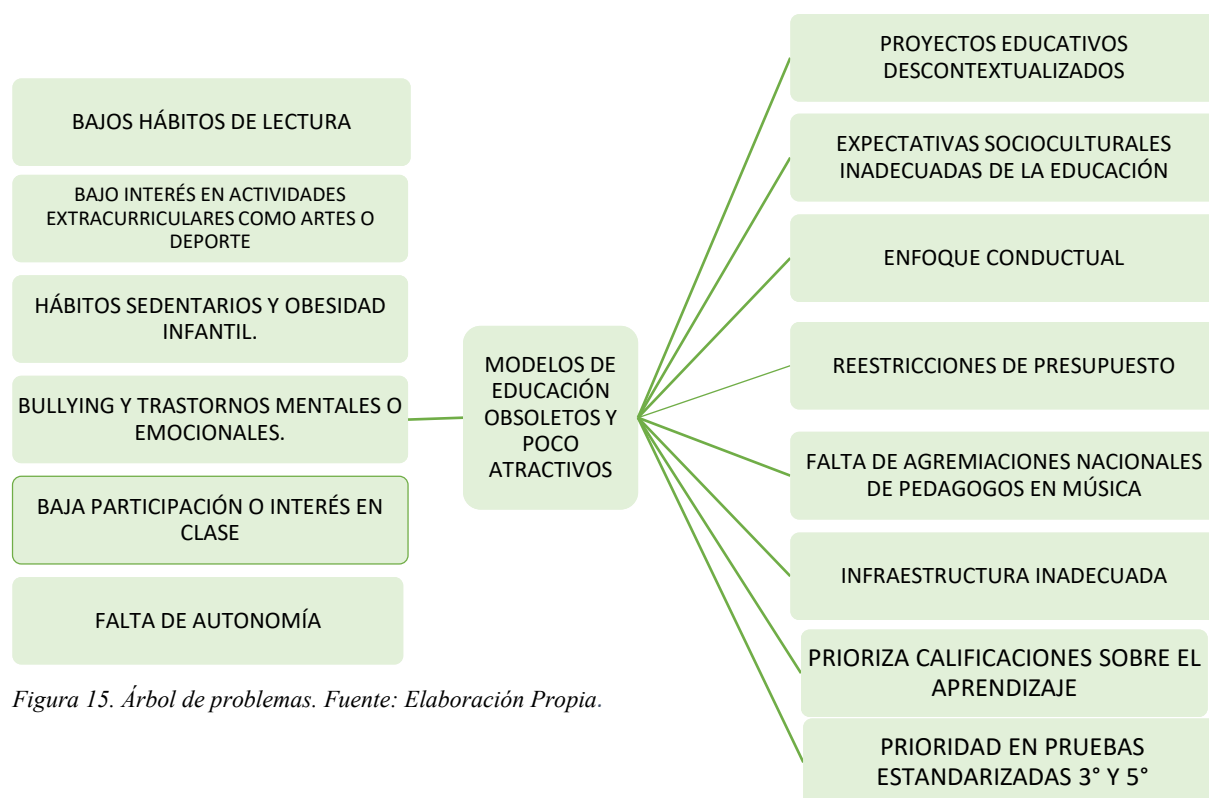 BAJOS HÁBITOS DE LECTURA
BAJO INTERÉS EN ACTIVIDADES
EXTRACURRICULARES COMO ARTES O
DEPORTE
HÁBITOS SEDENTARIOS Y OBESIDAD
INFANTIL.
BULLYING Y TRASTORNOS MENTALES O
EMOCIONALES.
BAJA PARTICIPACIÓN O INTERÉS EN
CLASE
FALTA DE AUTONOMÍA
MODELOS DE
EDUCACIÓN
OBSOLETOS Y
POCO
ATRACTIVOS
PROYECTOS EDUCATIVOS
DESCONTEXTUALIZADOS
EXPECTATIVAS SOCIOCULTURALES
INADECUADAS DE LA EDUCACIÓN
ENFOQUE CONDUCTUAL
REESTRICCIONES DE PRESUPUESTO
FALTA DE AGREMIACIONES NACIONALES
DE PEDAGOGOS EN MÚSICA
INFRAESTRUCTURA INADECUADA
PRIORIZA CALIFICACIONES SOBRE EL
APRENDIZAJE
PRIORIDAD EN PRUEBAS
ESTANDARIZADAS 3° Y 5°
Figura 15. Árbol de problemas. Fuente: Elaboración Propia.